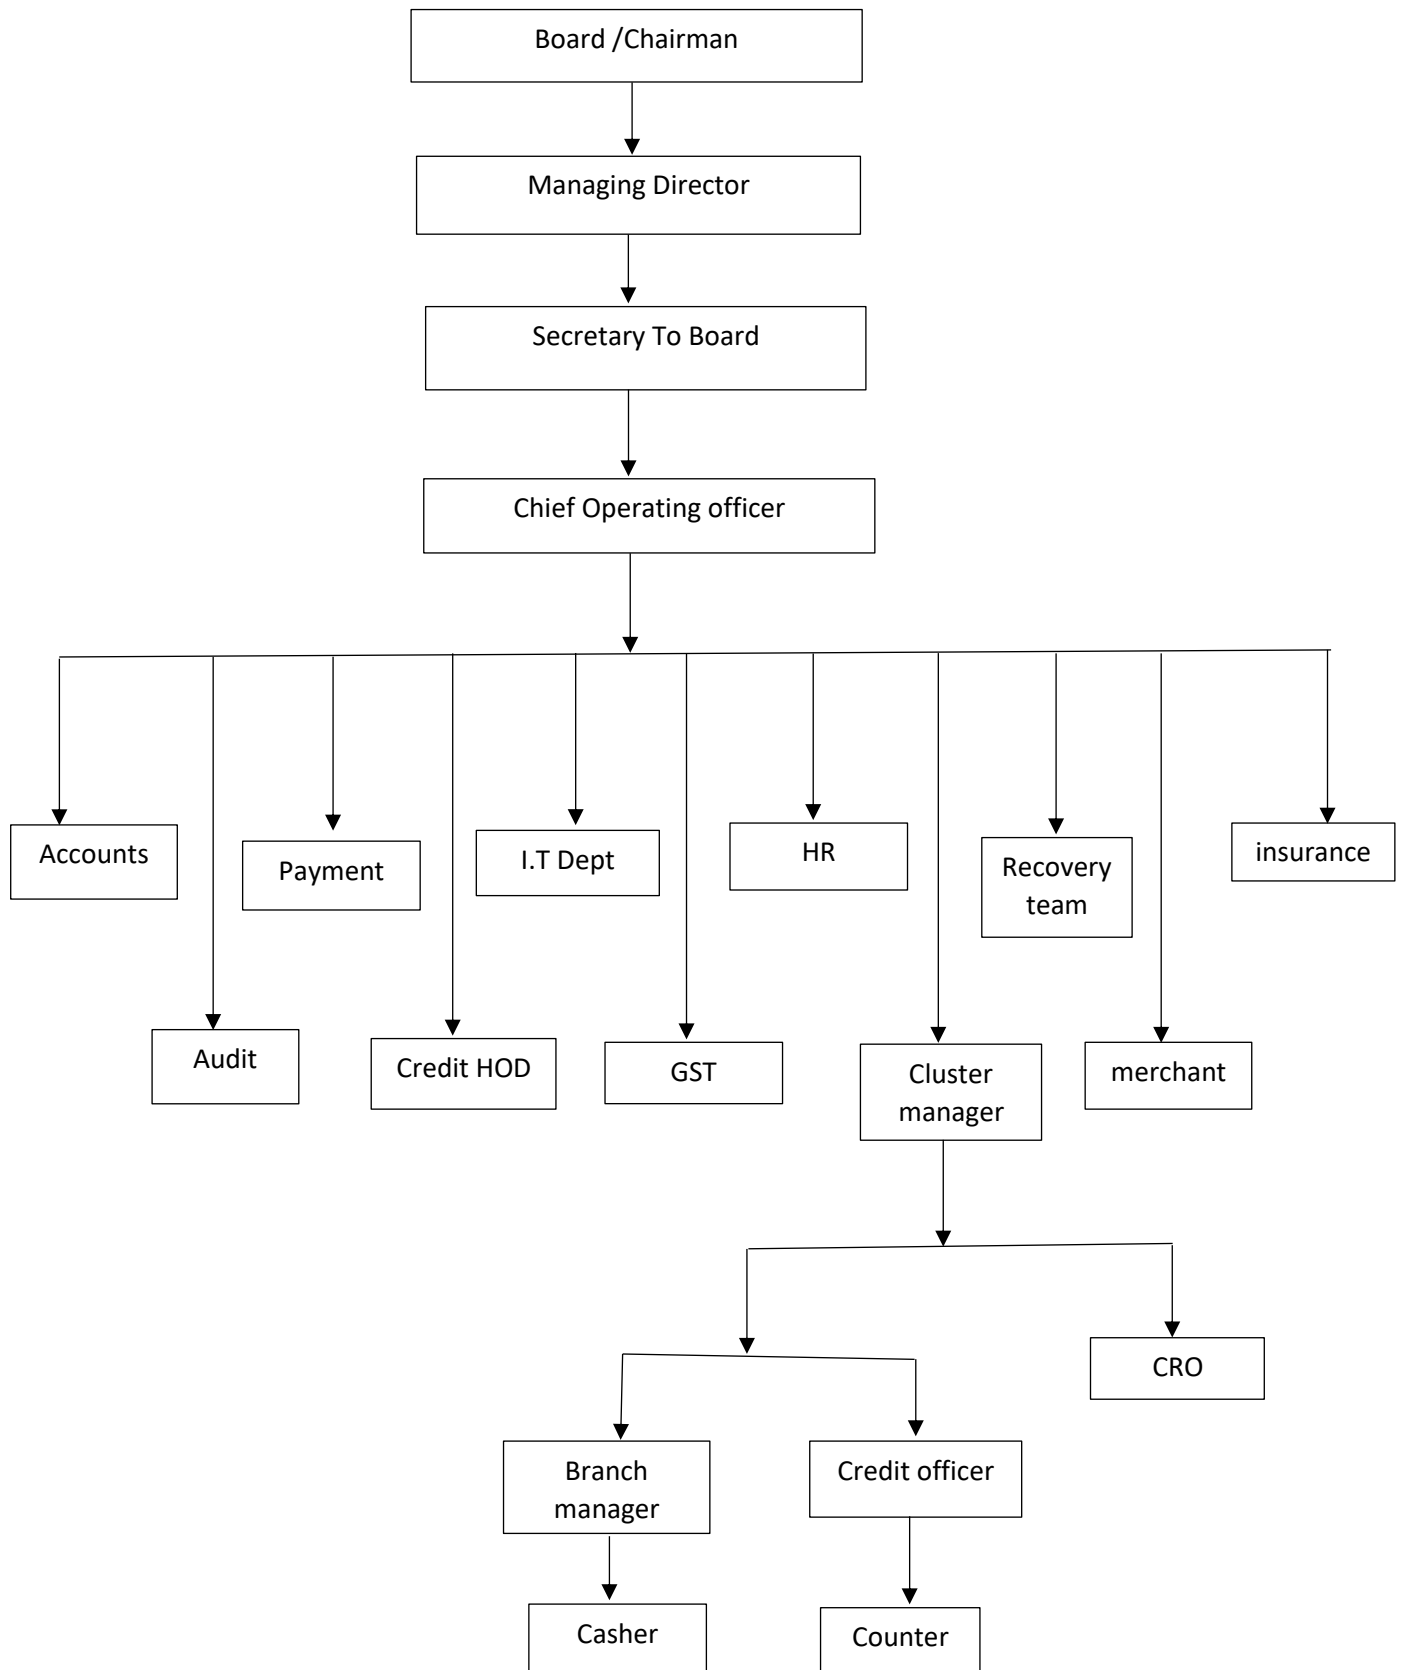 Board /Chairman
Managing Director
Secretary To Board
Chief Operating officer
Accounts
Payment
I.T Dept
HR
Recovery
team
insurance
Audit
Credit HOD
GST
Cluster
manager
merchant
CRO
Branch
manager
Credit officer
Casher
Counter